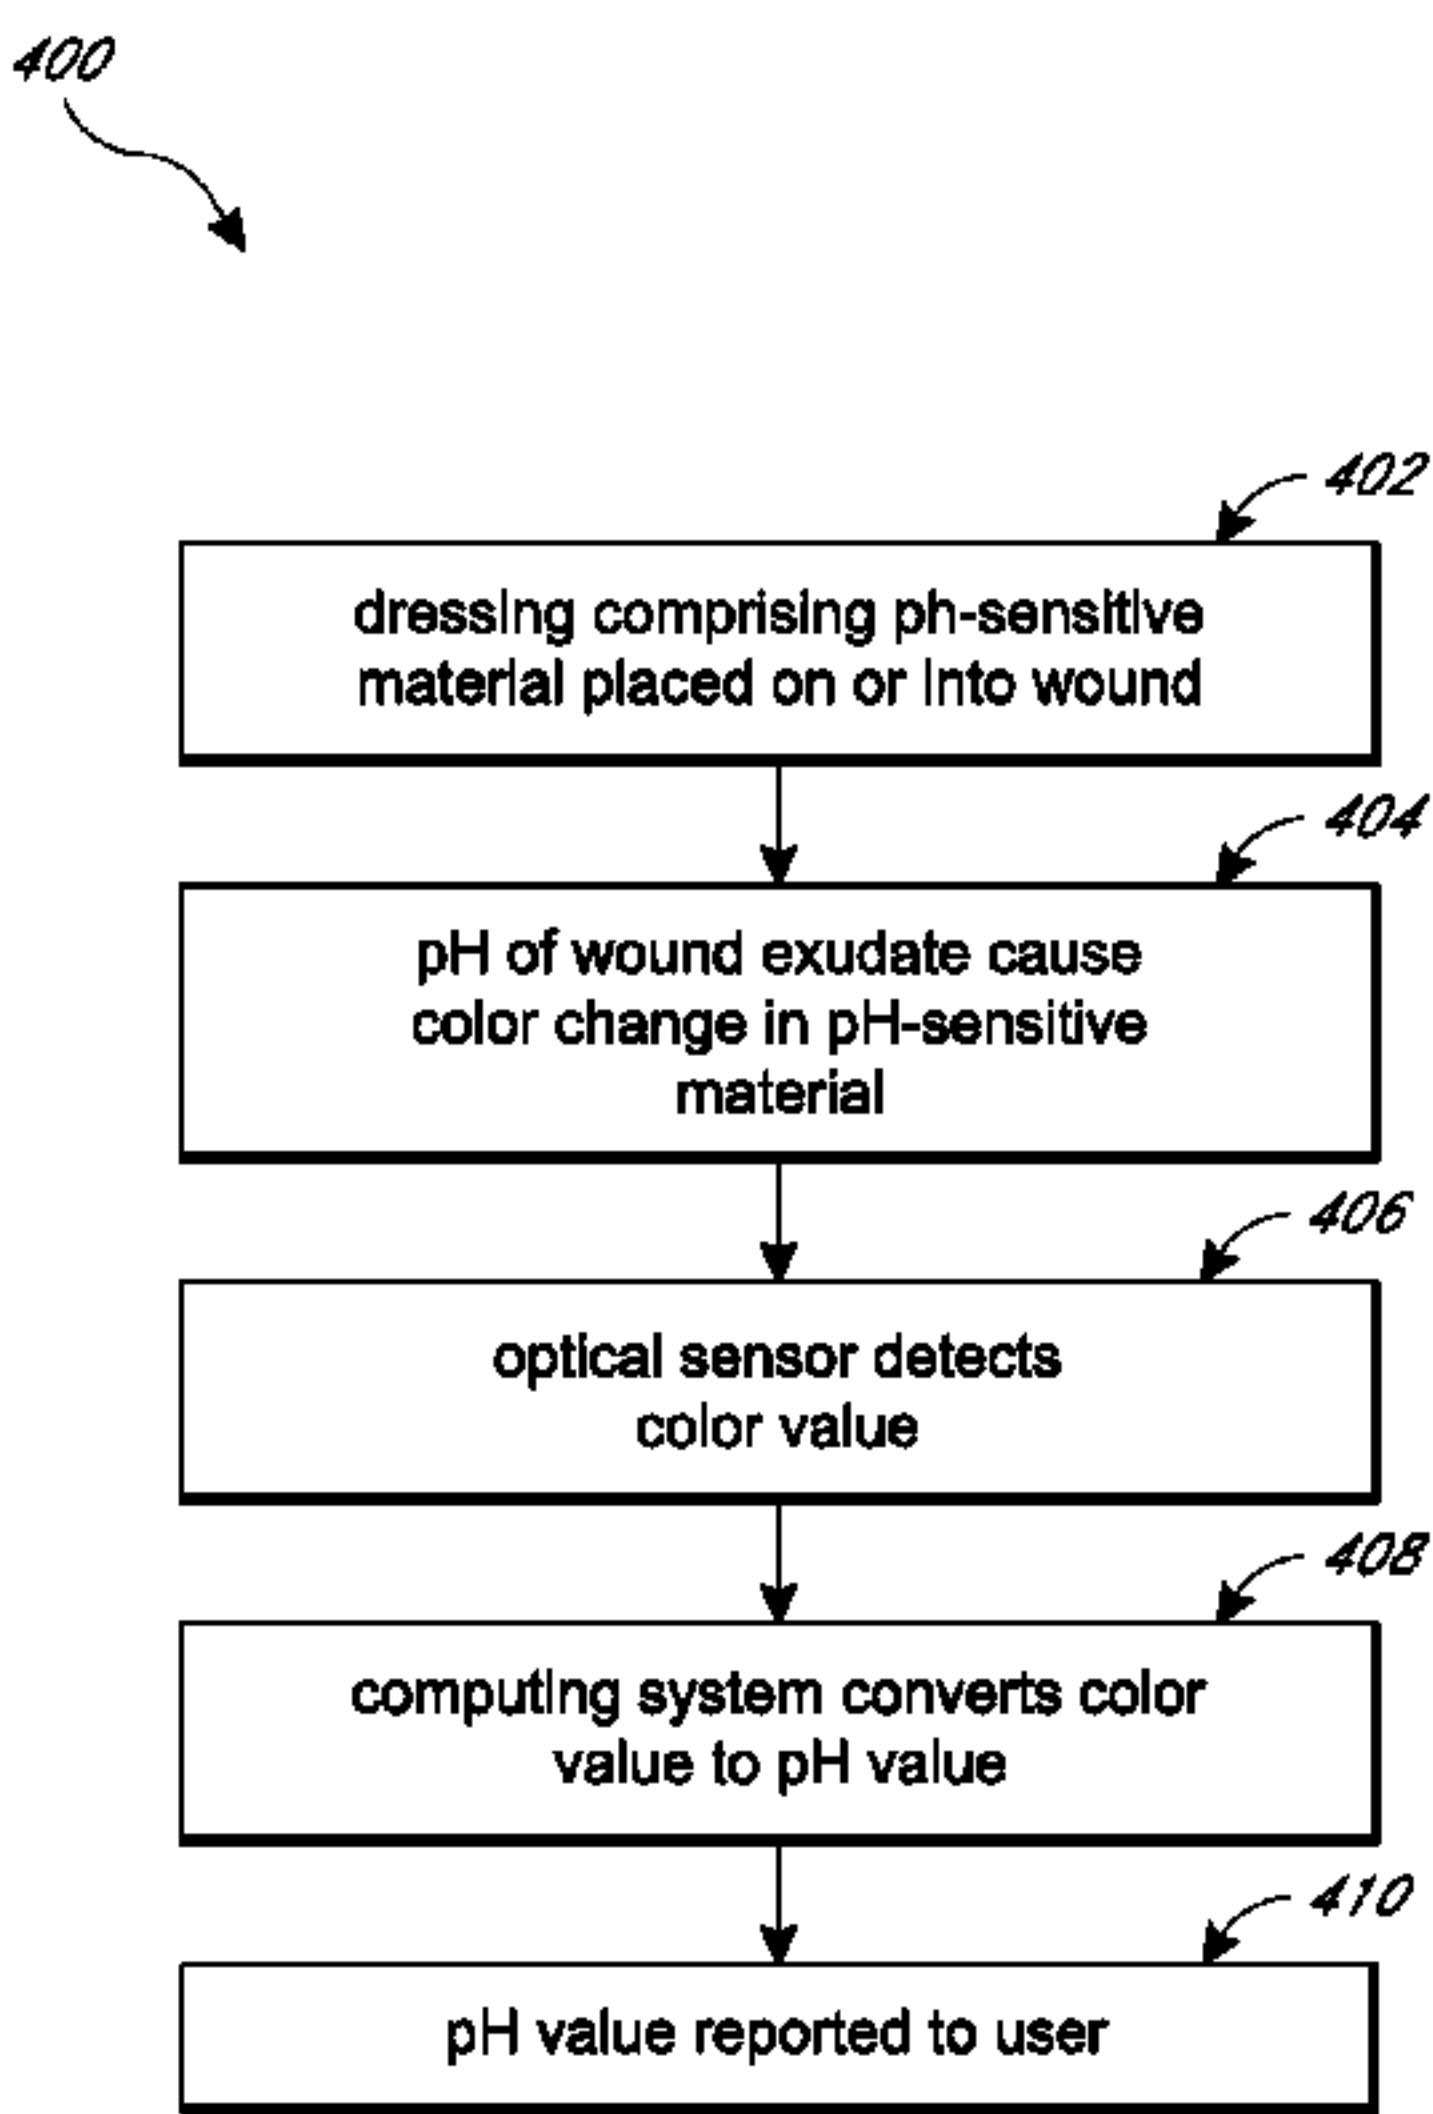 400
402
dressing comprising ph-sensitive
material placed on or into wound
404
pH of wound exudate cause
color change in pH-sensitive
material
406
optical sensor detects
color value
408
computing system converts color
value to pH value
410
pH value reported to user